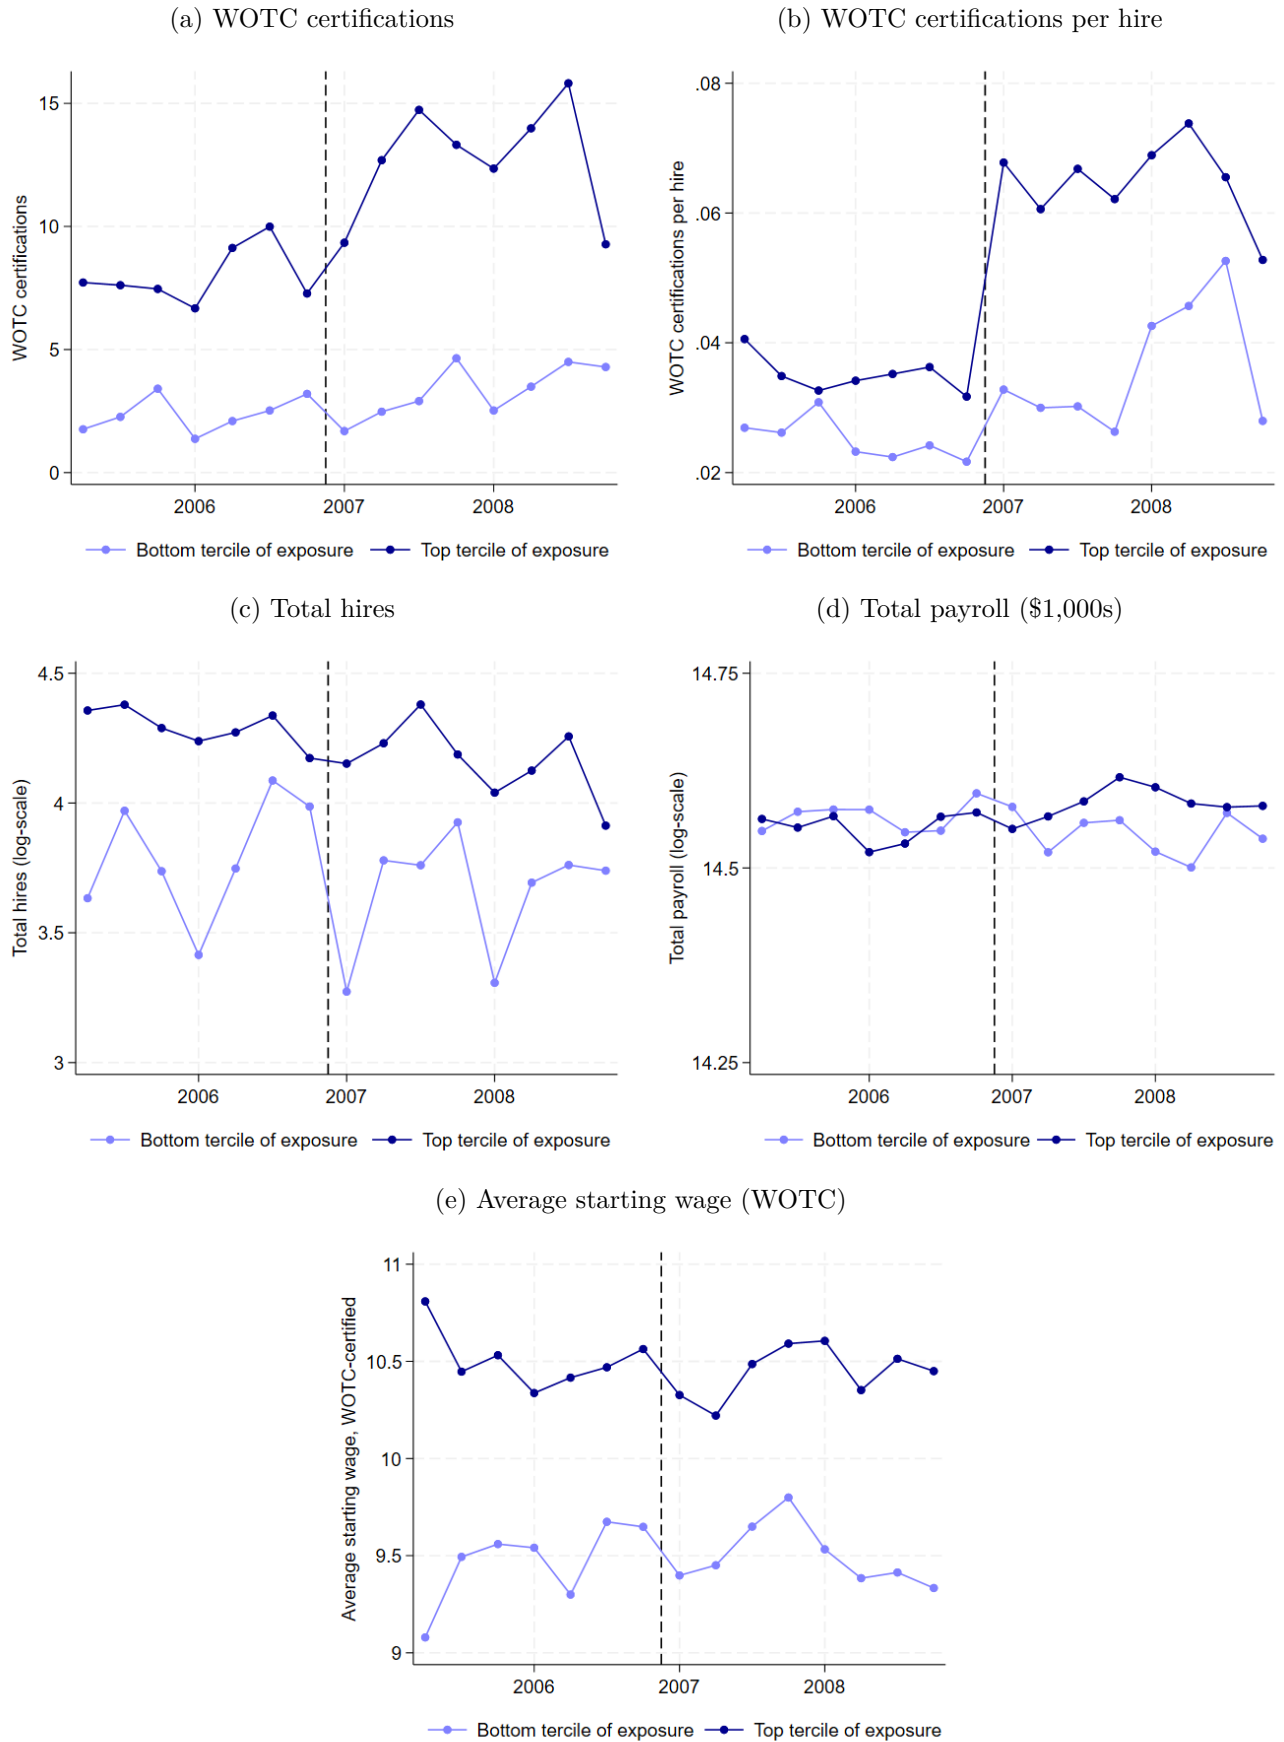 (a) WOTC certifications
WOTC certifications
15
10
5
0
2006 2007 2008
Bottom tercile of exposure Top tercile of exposure
(b) WOTC certifications per hire
WOTC certifications per hire
.08
.06
.04
.02
2006 2007 2008
Bottom tercile of exposure Top tercile of exposure
(c) Total hires
Total hires (log-scale)
4.5
4
3.5
3
2006 2007 2008
Bottom tercile of exposure Top tercile of exposure
(d) Total payroll ($1,000s)
Total payroll (log-scale)
14.75
14.5
14.25
2006 2007 2008
Bottom tercile of exposure Top tercile of exposure
(e) Average starting wage (WOTC)
Average starting wage, WOTC-certified
11
10.5
10
9.5
9
2006 2007 2008
Bottom tercile of exposure Top tercile of exposure